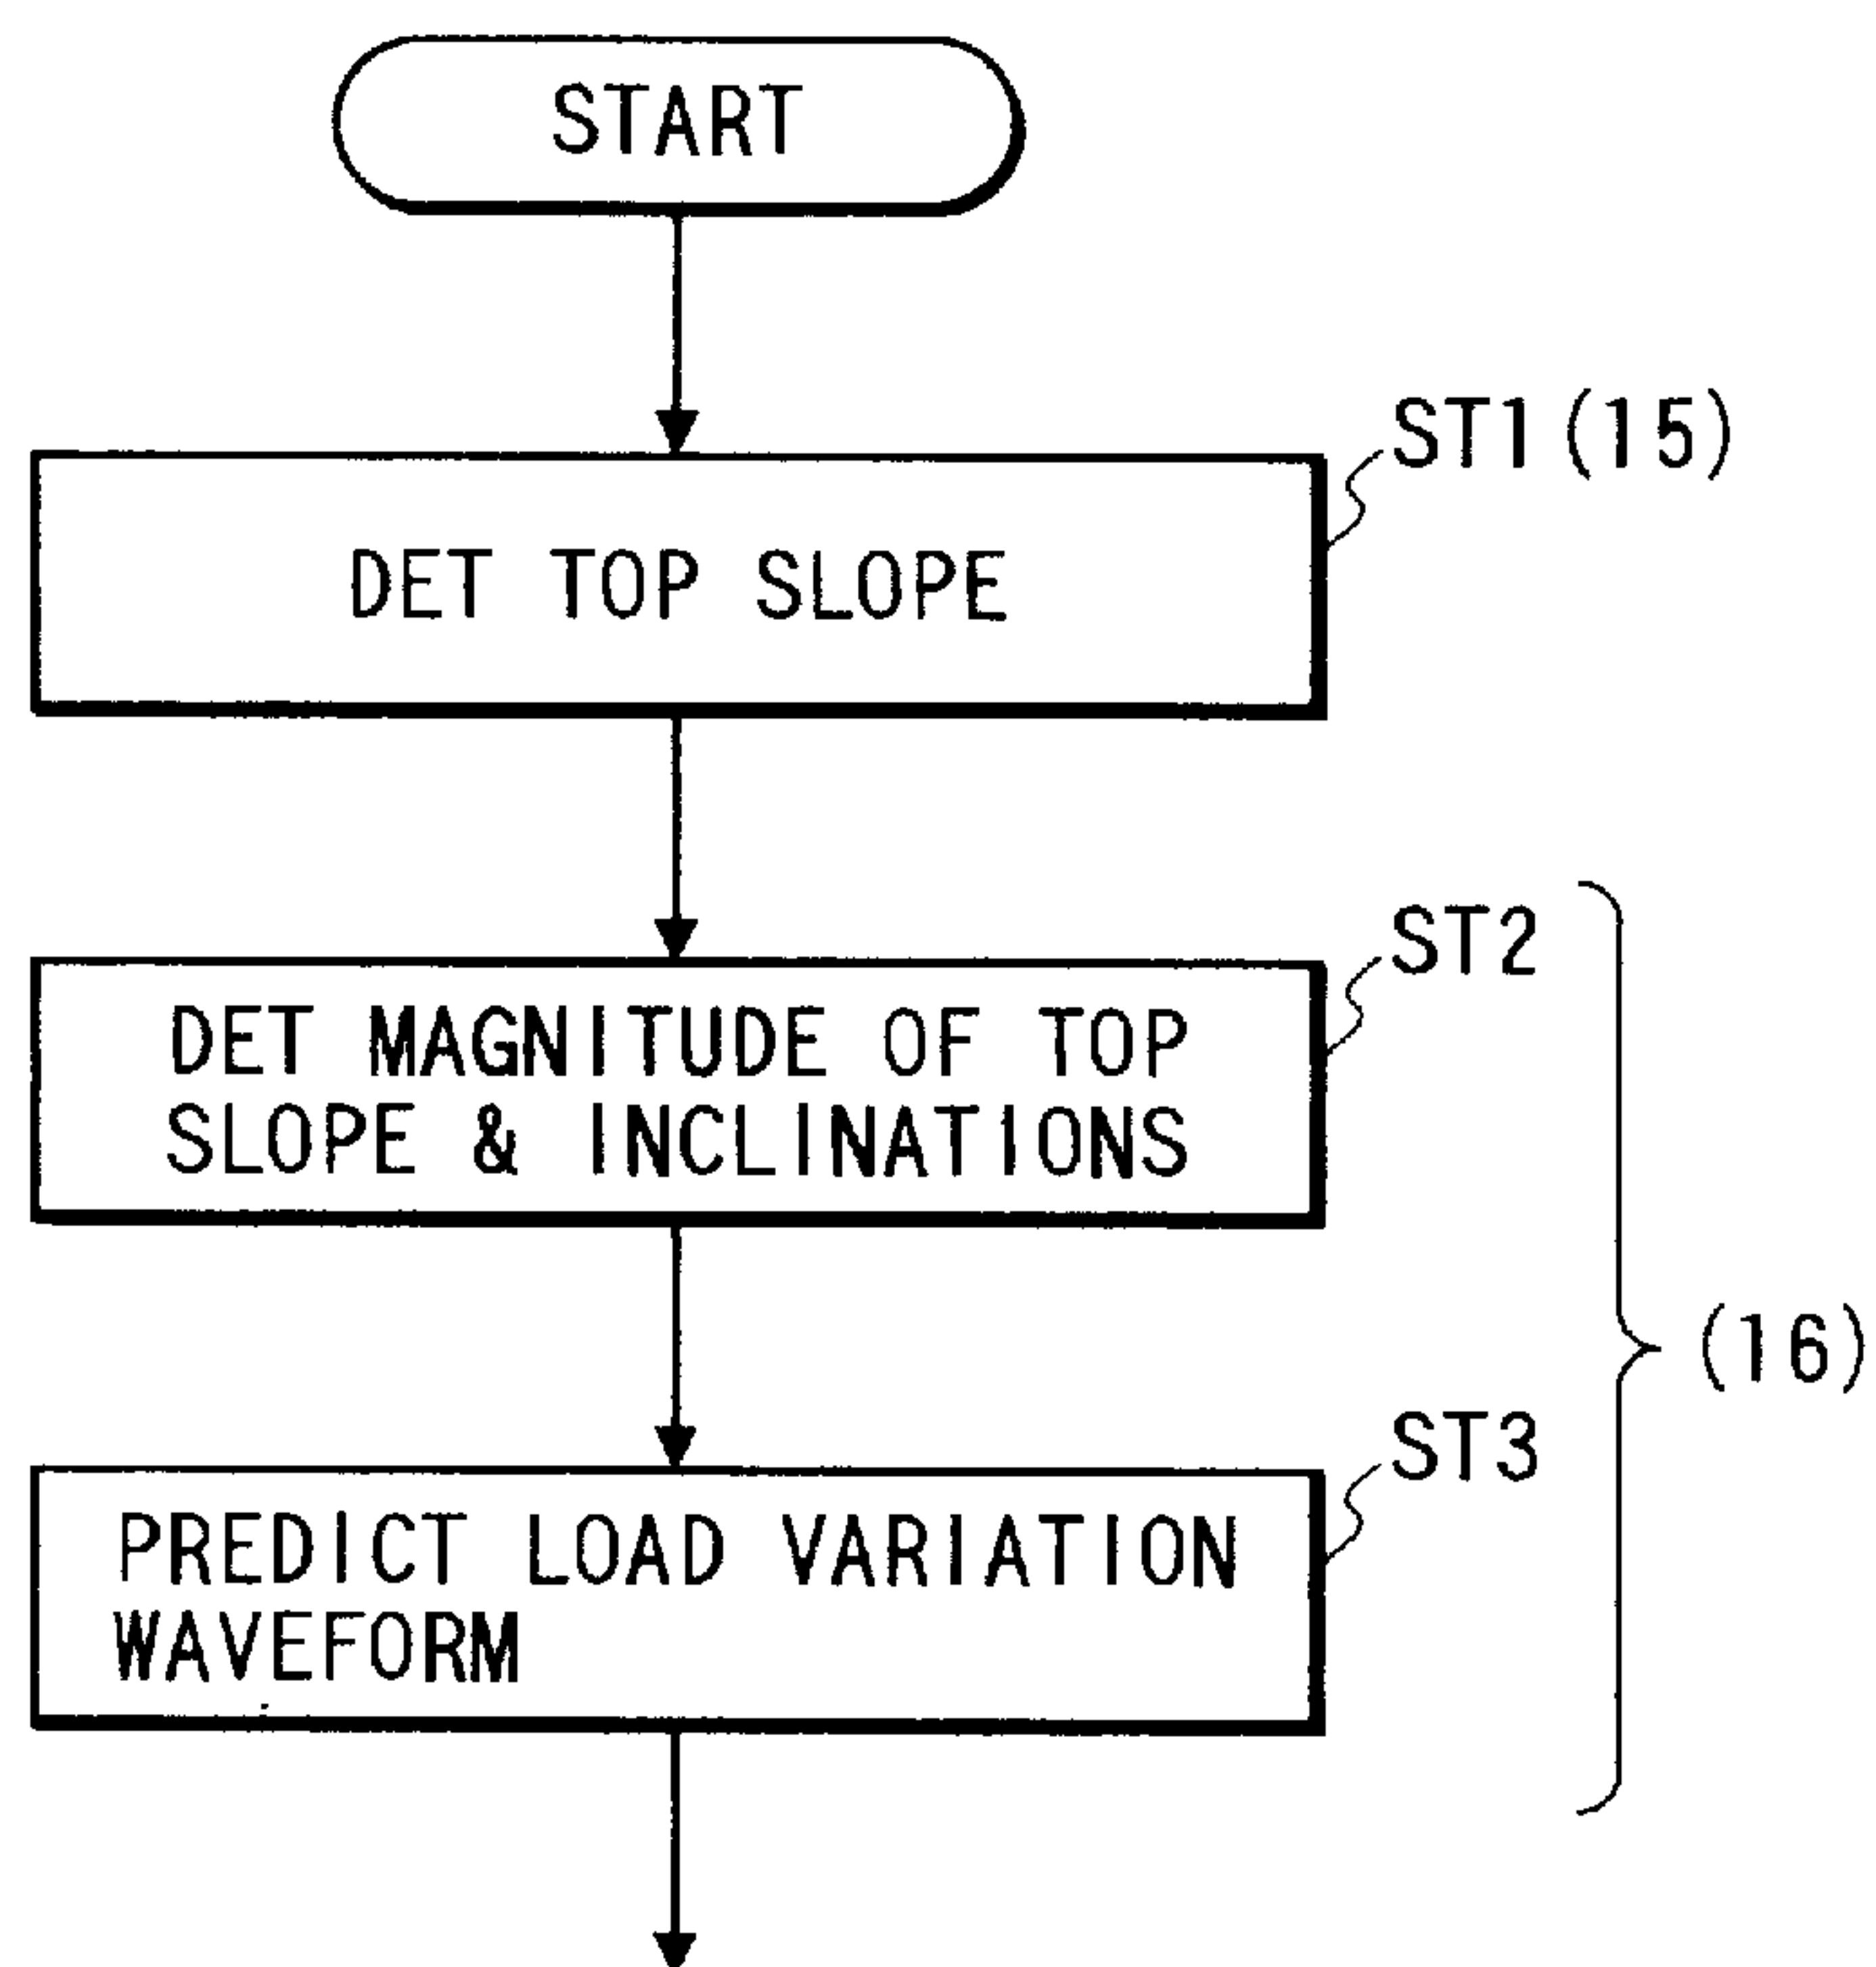 START
ST1 (15)
DET TOP SLOPE
ST2
DET MAGNITUDE OF TOP
SLOPE & INCLINATIONS
(16)
ST3
PREDICT LOAD VARIATION
WAVEFORM